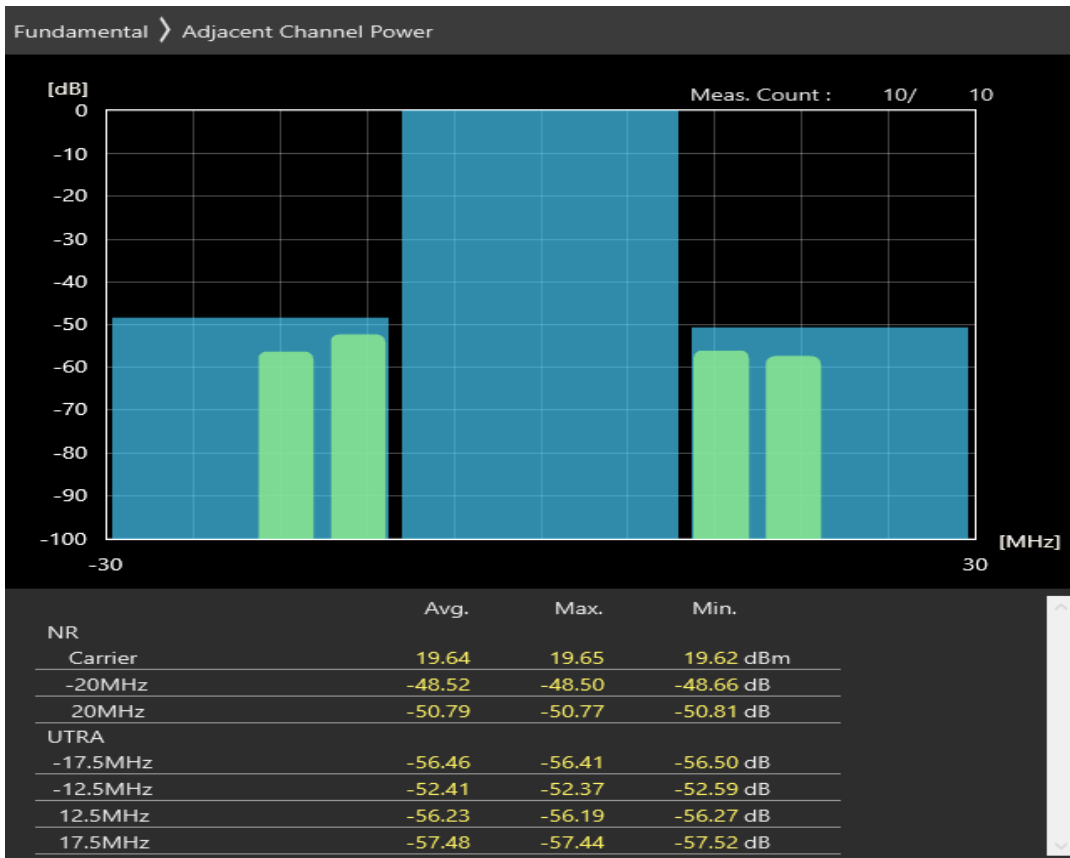 Fundamental 〉 Adjacent Channel Power
[dB]
Meas. Count : 10/ 10
0
-10
-20
-30
-40
-50
-60
-70
-80
-90
-100
[MHz]
-30 30
Avg. Max. Min.
NR
Carrier 19.64 19.65 19.62 dBm
-20MHz -48.52 -48.50 -48.66 dB
20MHz -50.79 -50.77 -50.81 dB
UTRA
-17.5MHz -56.46 -56.41 -56.50 dB
-12.5MHz -52.41 -52.37 -52.59 dB
12.5MHz -56.23 -56.19 -56.27 dB
17.5MHz -57.48 -57.44 -57.52 dB